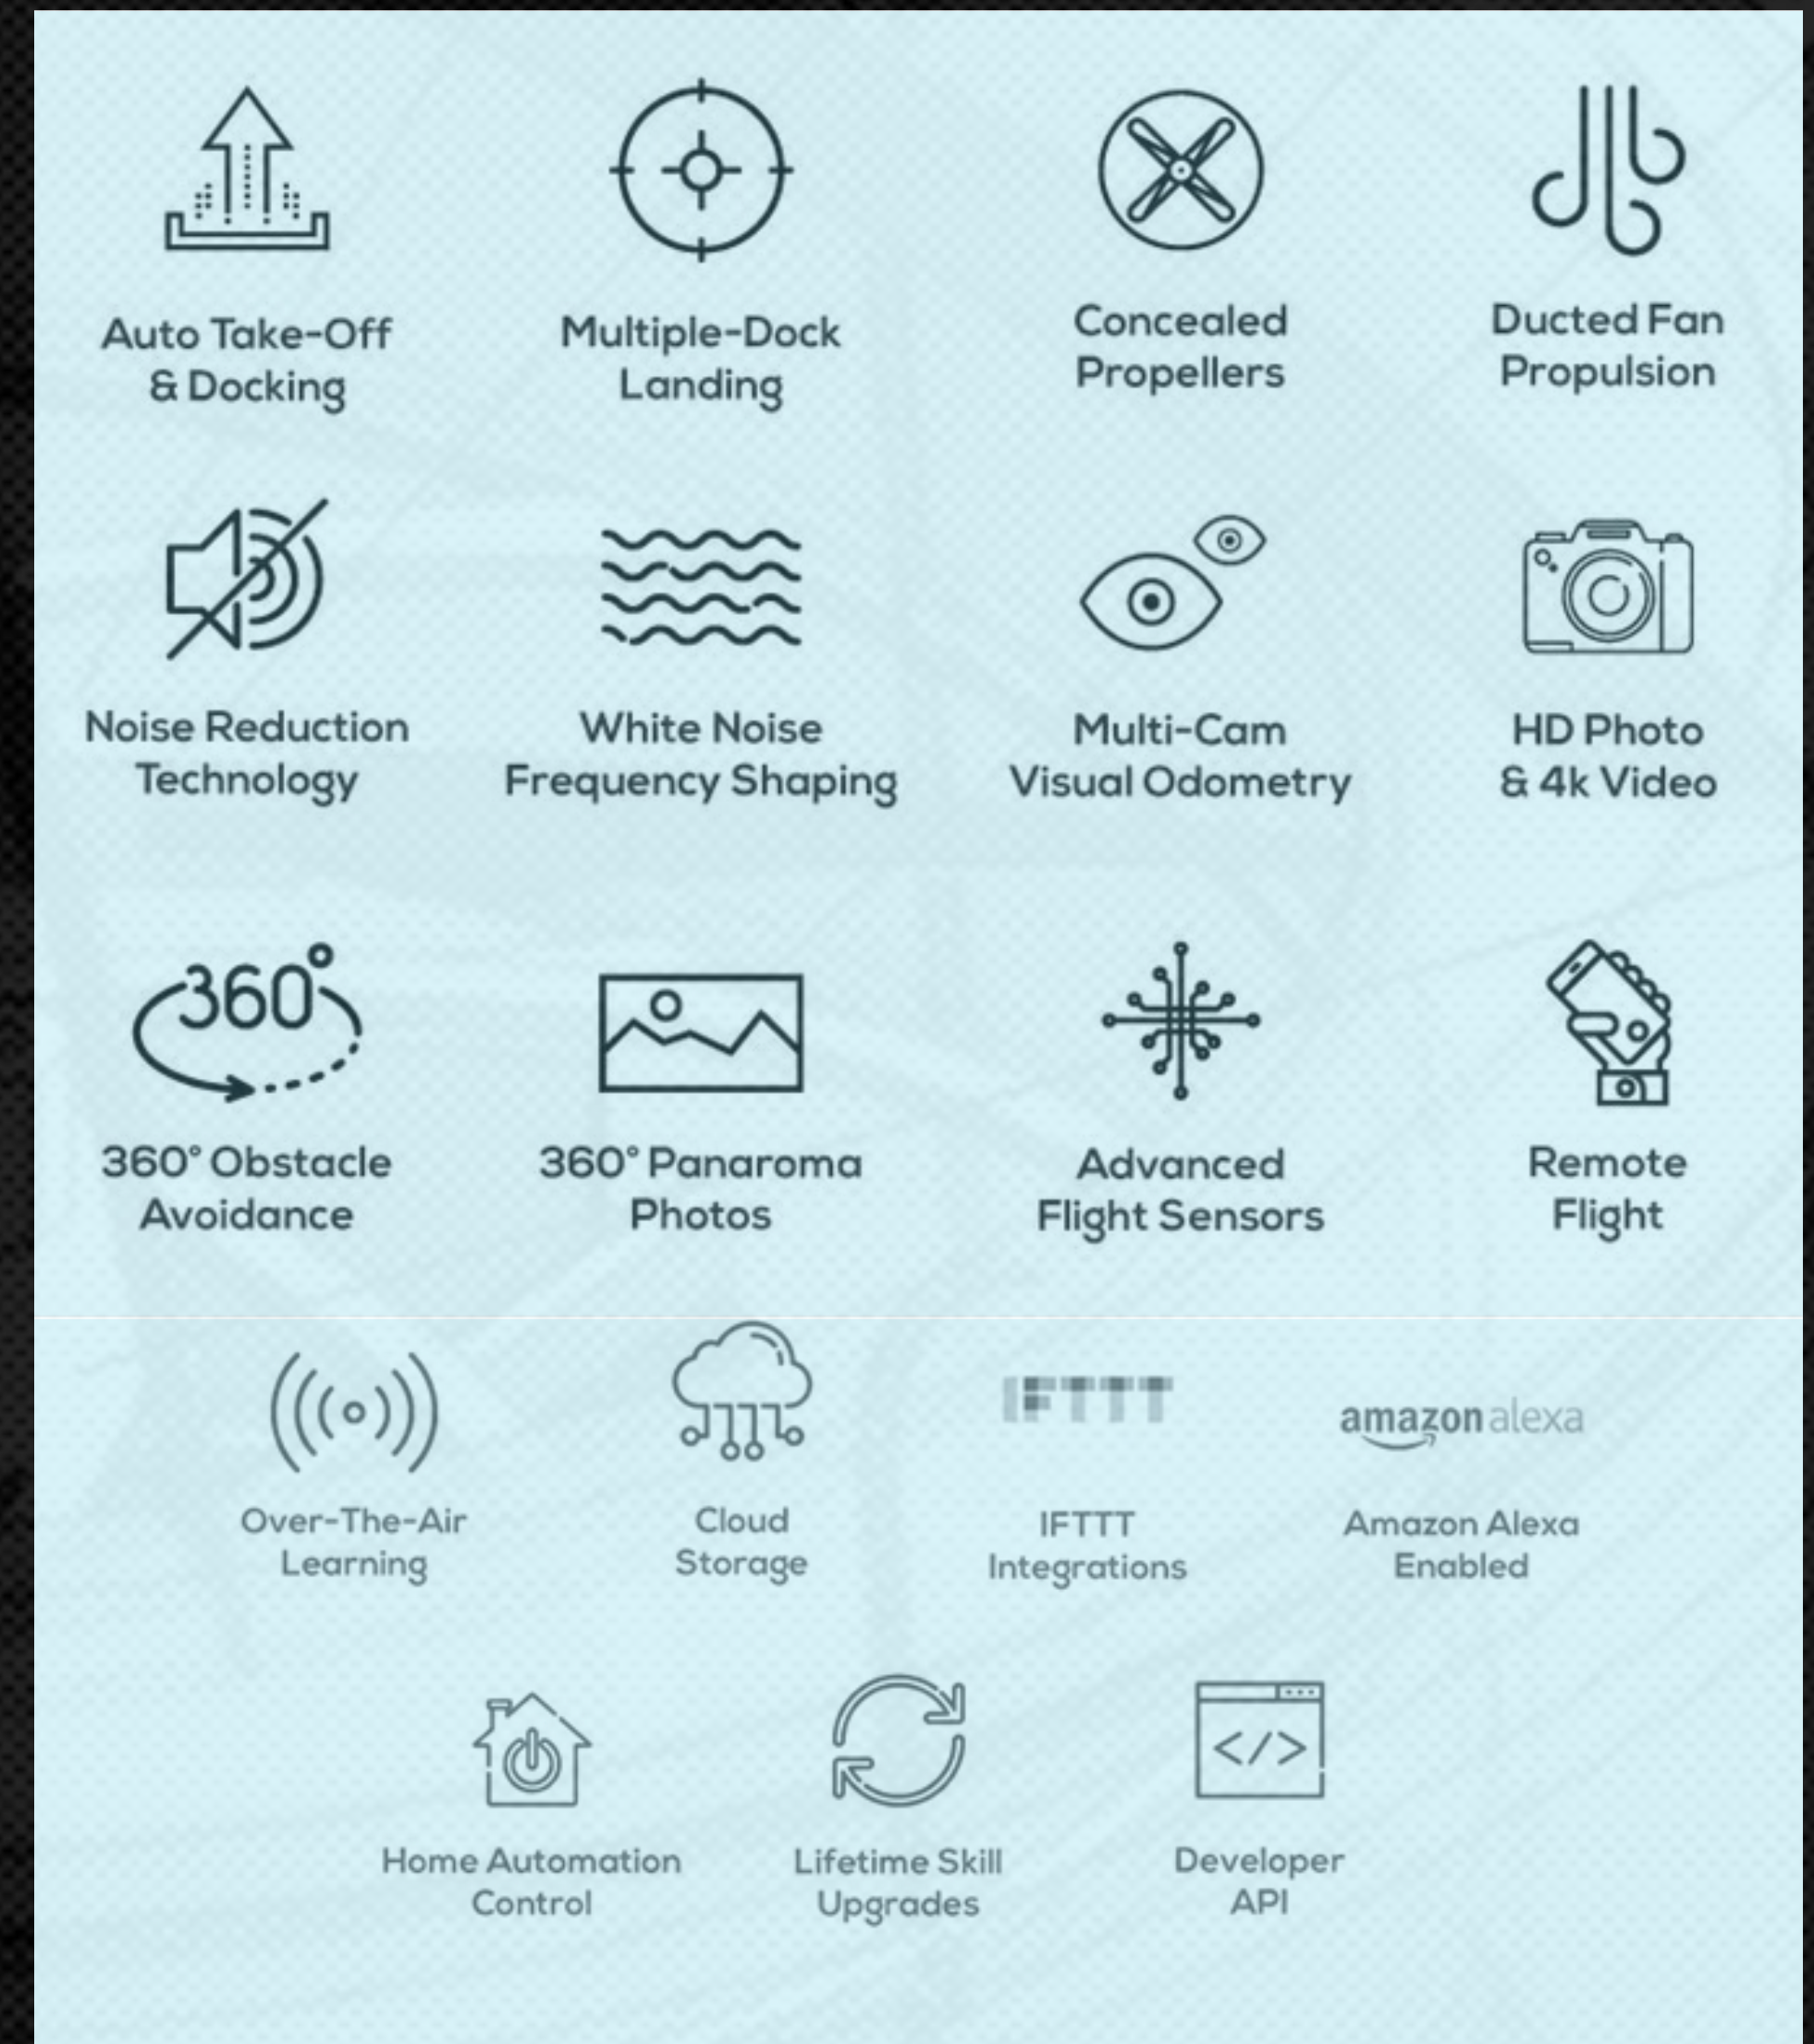 Auto Take-Off
& Docking
Multiple-Dock
Landing
Concealed
Propellers
Ducted Fan
Propulsion
Noise Reduction
Technology
White Noise
Frequency Shaping
Multi-Cam
Visual Odometry
HD Photo
& 4k Video
360°
360° Obstacle
Avoidance
360° Panaroma
Photos
Advanced
Flight Sensors
Remote
Flight
Over-The-Air
Learning
Cloud
Storage
IFTTT
IFTTT
Integrations
amazon alexa
Amazon Alexa
Enabled
Home Automation
Control
Lifetime Skill
Upgrades
</>
Developer
API